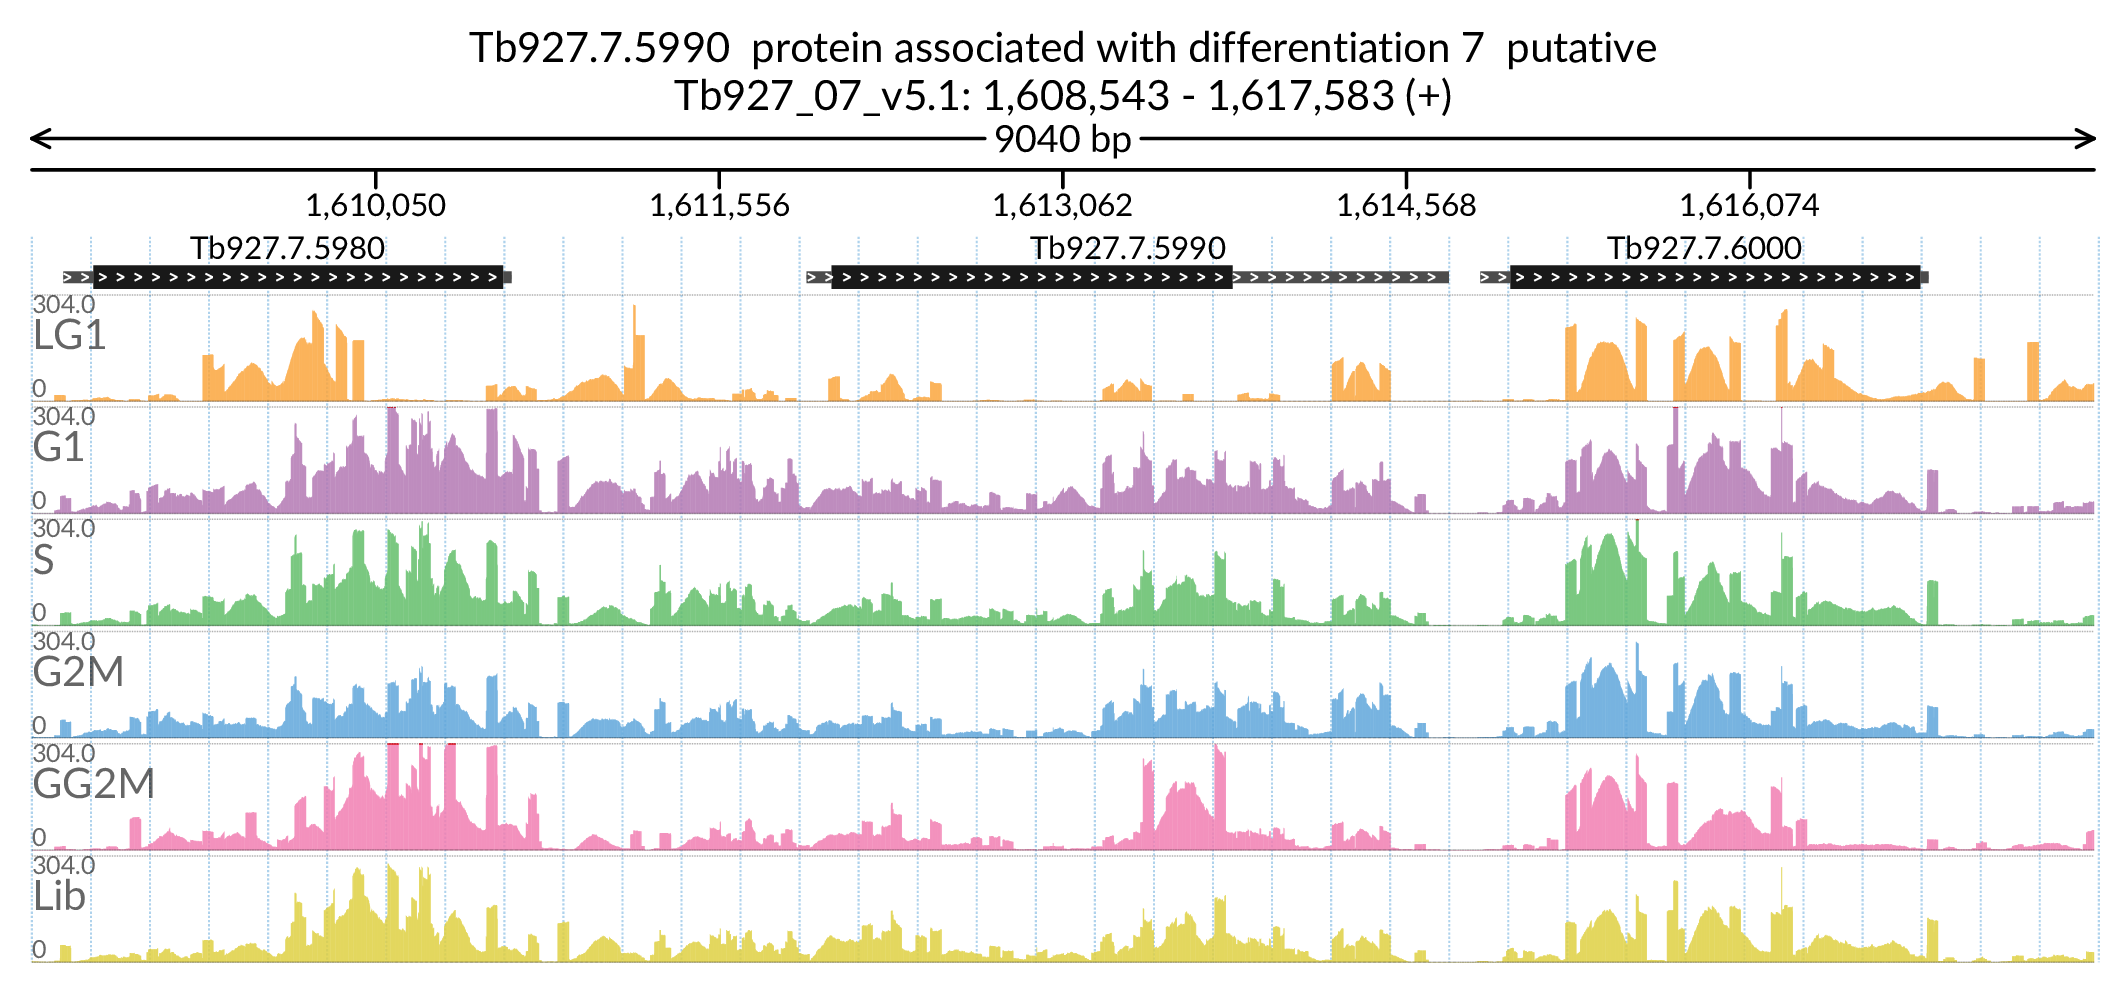 Tb927.7.5990 protein associated with differentiation 7 putative
Tb927_07_v5.1: 1,608,543 - 1,617,583 (+)
9040 bp
1,610,050 1,611,556 1,613,062 1,614,568 1,616,074
Tb927.7.5980 Tb927.7.5990 Tb927.7.6000
304.0
LG1
0
304.0
G1
0
304.0
S
0
304.0
G2M
0
304.0
GG2M
0
304.0
Lib
0